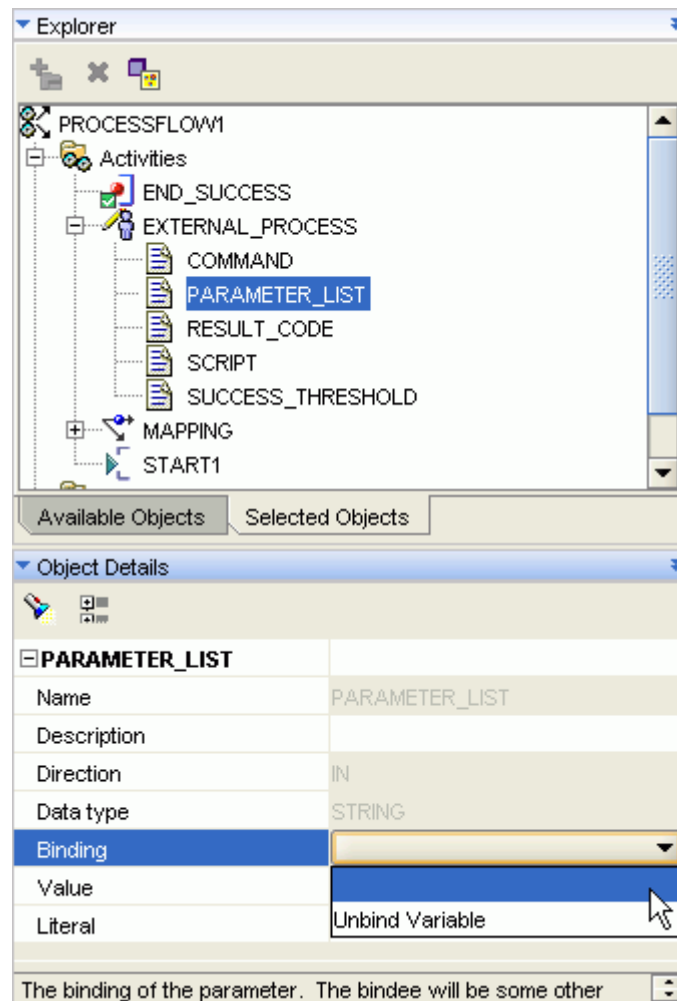 Explorer
PROCESSFLOW1
Activities
END_SUCCESS
EXTERNAL_PROCESS
COMMAND
PARAMETER_LIST
RESULT_CODE
SCRIPT
SUCCESS_THRESHOLD
MAPPING
START1
Available Objects Selected Objects
Object Details
PARAMETER_LIST
Name PARAMETER_LIST
Description
Direction IN
Data type STRING
Binding
Value
Literal Unbind Variable
The binding of the parameter. The bindee will be some other